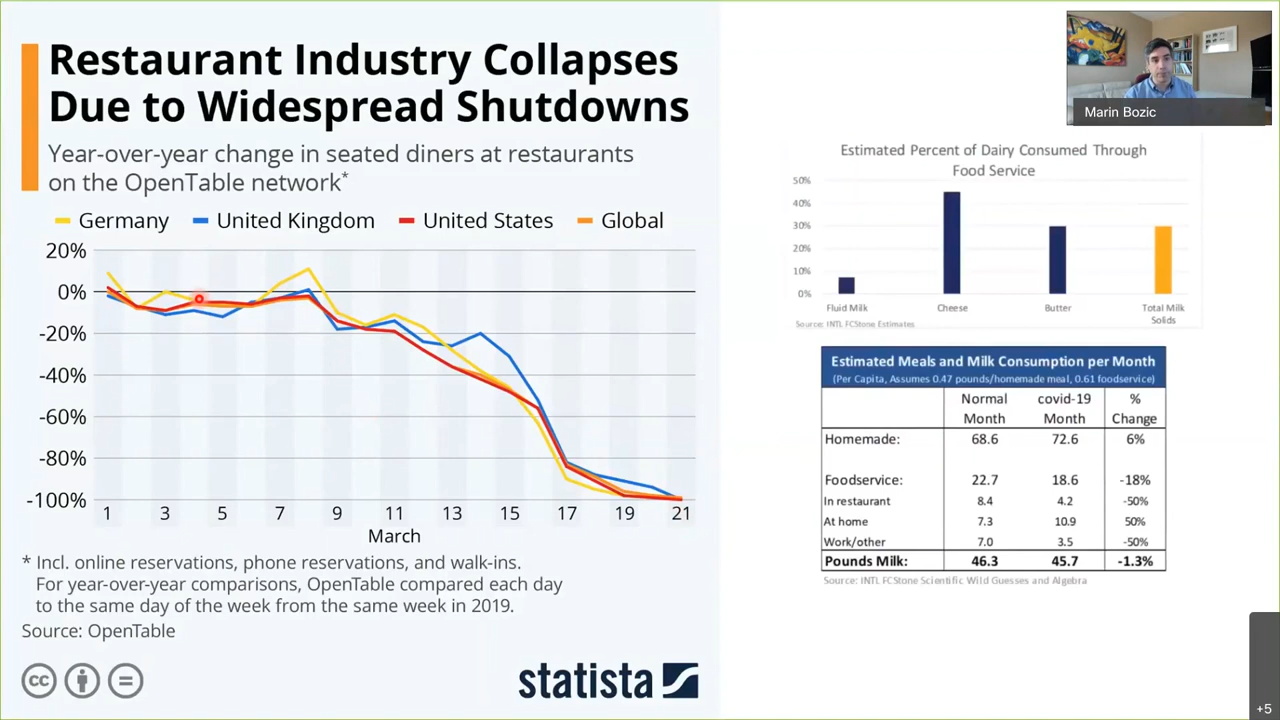 Restaurant Industry Collapses
Due to Widespread Shutdowns
Year-over-year change in seated diners at restaurants
on the OpenTable network*
Germany United Kingdom United States Global
20%
0%
-20%
-40%
-60%
-80%
-100%
1 3 5 7 9 11 13 15 17 19 21
March
* Incl. online reservations, phone reservations, and walk-ins.
For year-over-year comparisons, OpenTable compared each day
to the same day of the week from the same week in 2019.
Source: OpenTable
cc
statista
Marin Bozic
Estimated Percent of Dairy Consumed Through
Food Service
50%
40%
30%
20%
10%
0%
Fluid Milk Cheese Butter Total Milk
Solids
Source: INTL FCStone Estimates
Estimated Meals and Milk Consumption per Month
(Per Capita, Assumes 0.47 pounds/homemade meal, 0.61 foodservice)
Normal covid-19 %
Month Month Change
Homemade: 68.6 72.6 6%
Foodservice: 22.7 18.6 -18%
In restaurant 8.4 4.2 -50%
At home 7.3 10.9 50%
Work/other 7.0 3.5 -50%
Pounds Milk: 46.3 45.7 -1.3%
Source: INTL FCStone Scientific Wild Guesses and Algebra
+5